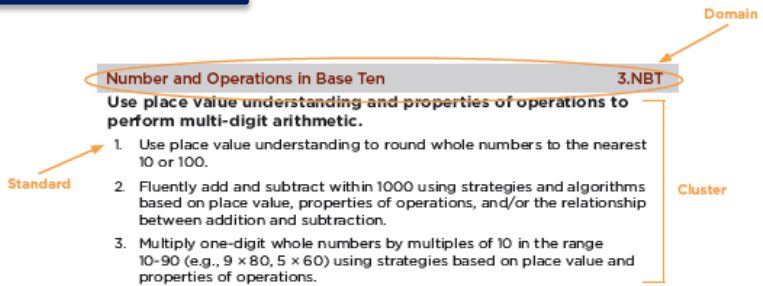 Domain
Number and Operations in Base Ten 3.NBT
Use place value understanding and properties of operations to
perform multi-digit arithmetic.
1. Use place value understanding to round whole numbers to the nearest
10 or 100.
Standard
2. Fluently add and subtract within 1000 using strategies and algorithms
based on place value, properties of operations, and/or the relationship
between addition and subtraction.
Cluster
3. Multiply one-digit whole numbers by multiples of 10 in the range
10-90 (e.g., 9 × 80, 5 × 60) using strategies based on place value and
properties of operations.